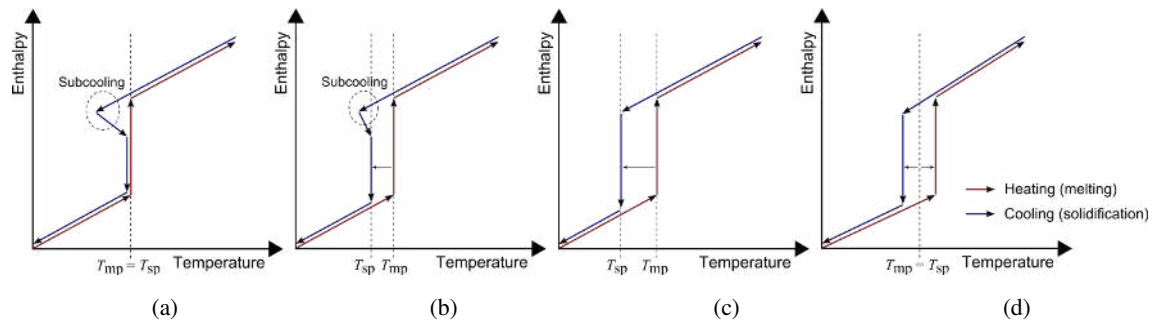 Enthalpy
Subcooling
T_mp = T_sp Temperature
(a)
Enthalpy
Subcooling
T_sp T_mp Temperature
(b)
Enthalpy
T_sp T_mp Temperature
(c)
Enthalpy
Heating (melting)
Cooling (solidification)
T_mp = T_sp Temperature
(d)